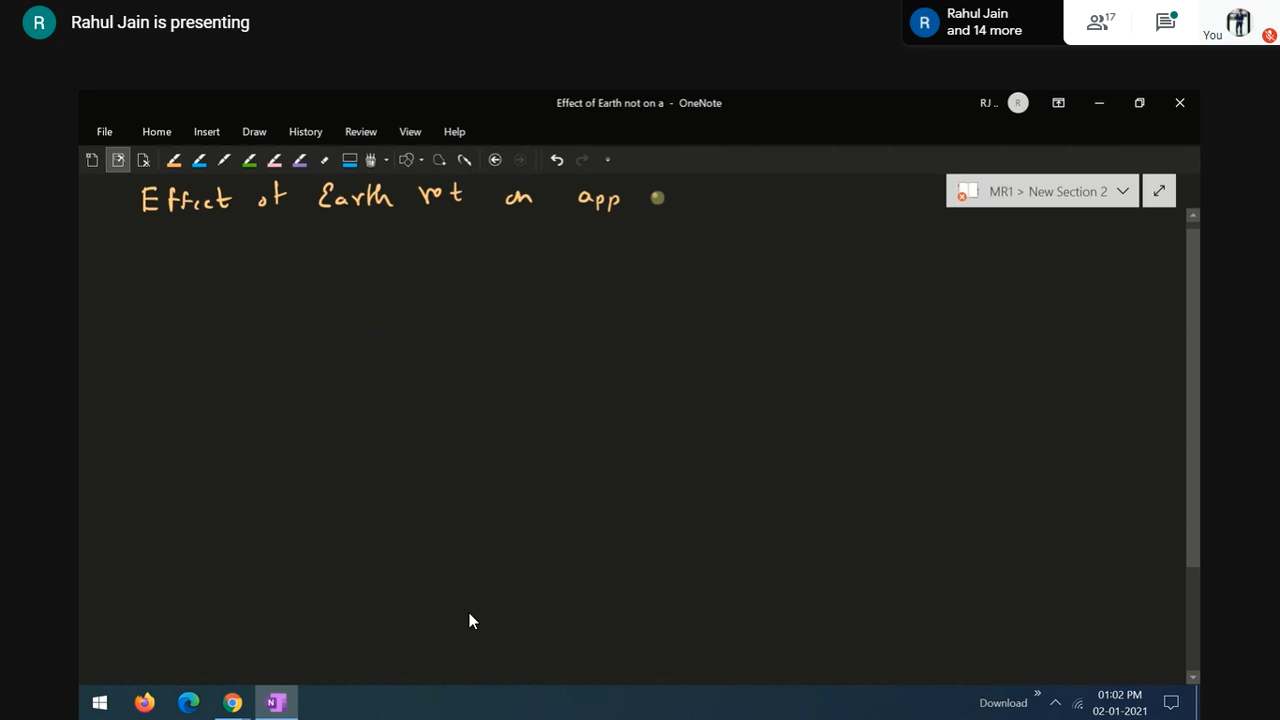 R Rahul Jain is presenting
R Rahul Jain and 14 more
17
You
Effect of Earth not on a - OneNote
RJ .. R
File Home Insert Draw History Review View Help
Effect of Earth rot on app
MR1 > New Section 2
N
Download
01:02 PM
02-01-2021